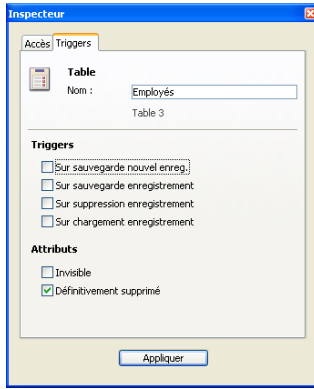 Inspecteur
Accès Triggers
Table
Nom : Employés
Table 3
Triggers
Sur sauvegarde nouvel enreg.
Sur sauvegarde enregistrement
Sur suppression enregistrement
Sur chargement enregistrement
Attributs
Invisible
Définitivement supprimé
Appliquer